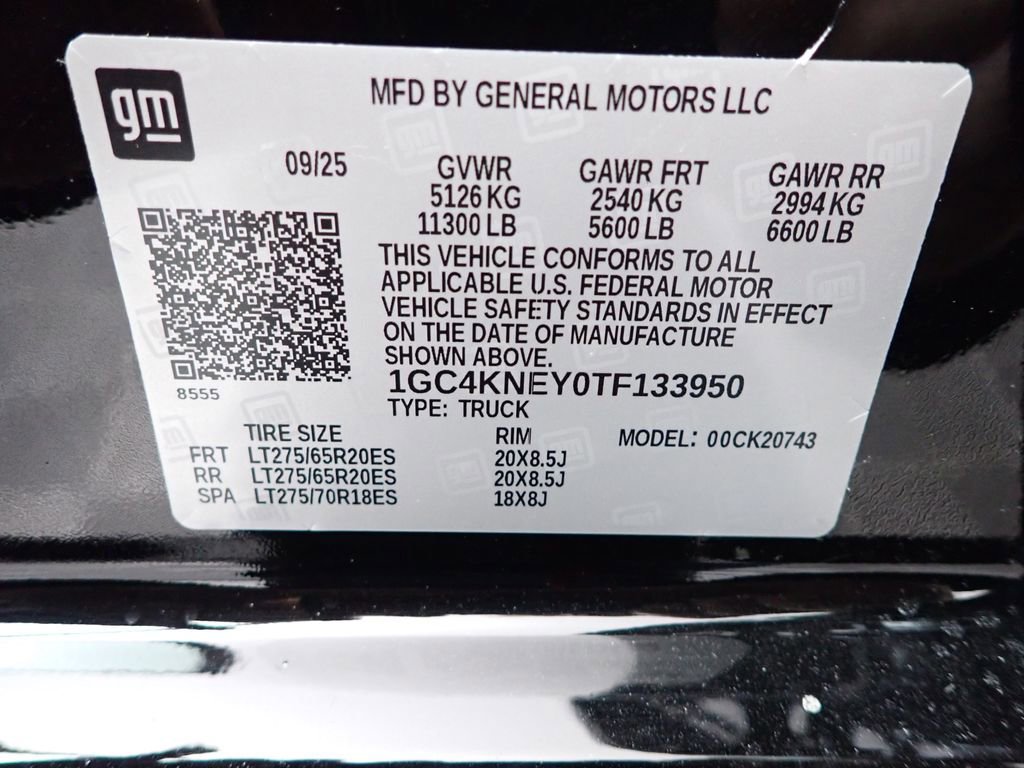 gm
MFD BY GENERAL MOTORS LLC
09/25 GVWR GAWR FRT GAWR RR
5126 KG 2540 KG 2994 KG
11300 LB 5600 LB 6600 LB
THIS VEHICLE CONFORMS TO ALL
APPLICABLE U.S. FEDERAL MOTOR
VEHICLE SAFETY STANDARDS IN EFFECT
ON THE DATE OF MANUFACTURE
SHOWN ABOVE.
1GC4KNEY0TF133950
8555
TYPE: TRUCK
TIRE SIZE RIM MODEL: 00CK20743
FRT LT275/65R20ES 20X8.5J
RR LT275/65R20ES 20X8.5J
SPA LT275/70R18ES 18X8J